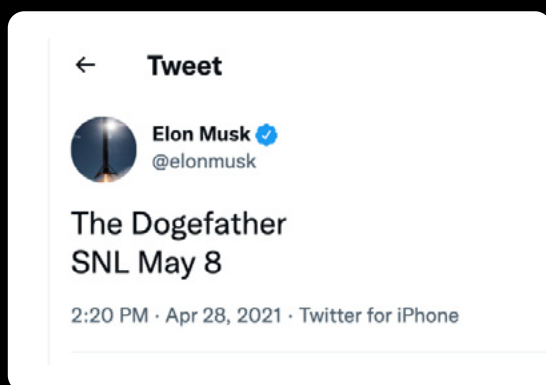 ← Tweet
Elon Musk
@elonmusk
The Dogefather
SNL May 8
2:20 PM · Apr 28, 2021 · Twitter for iPhone